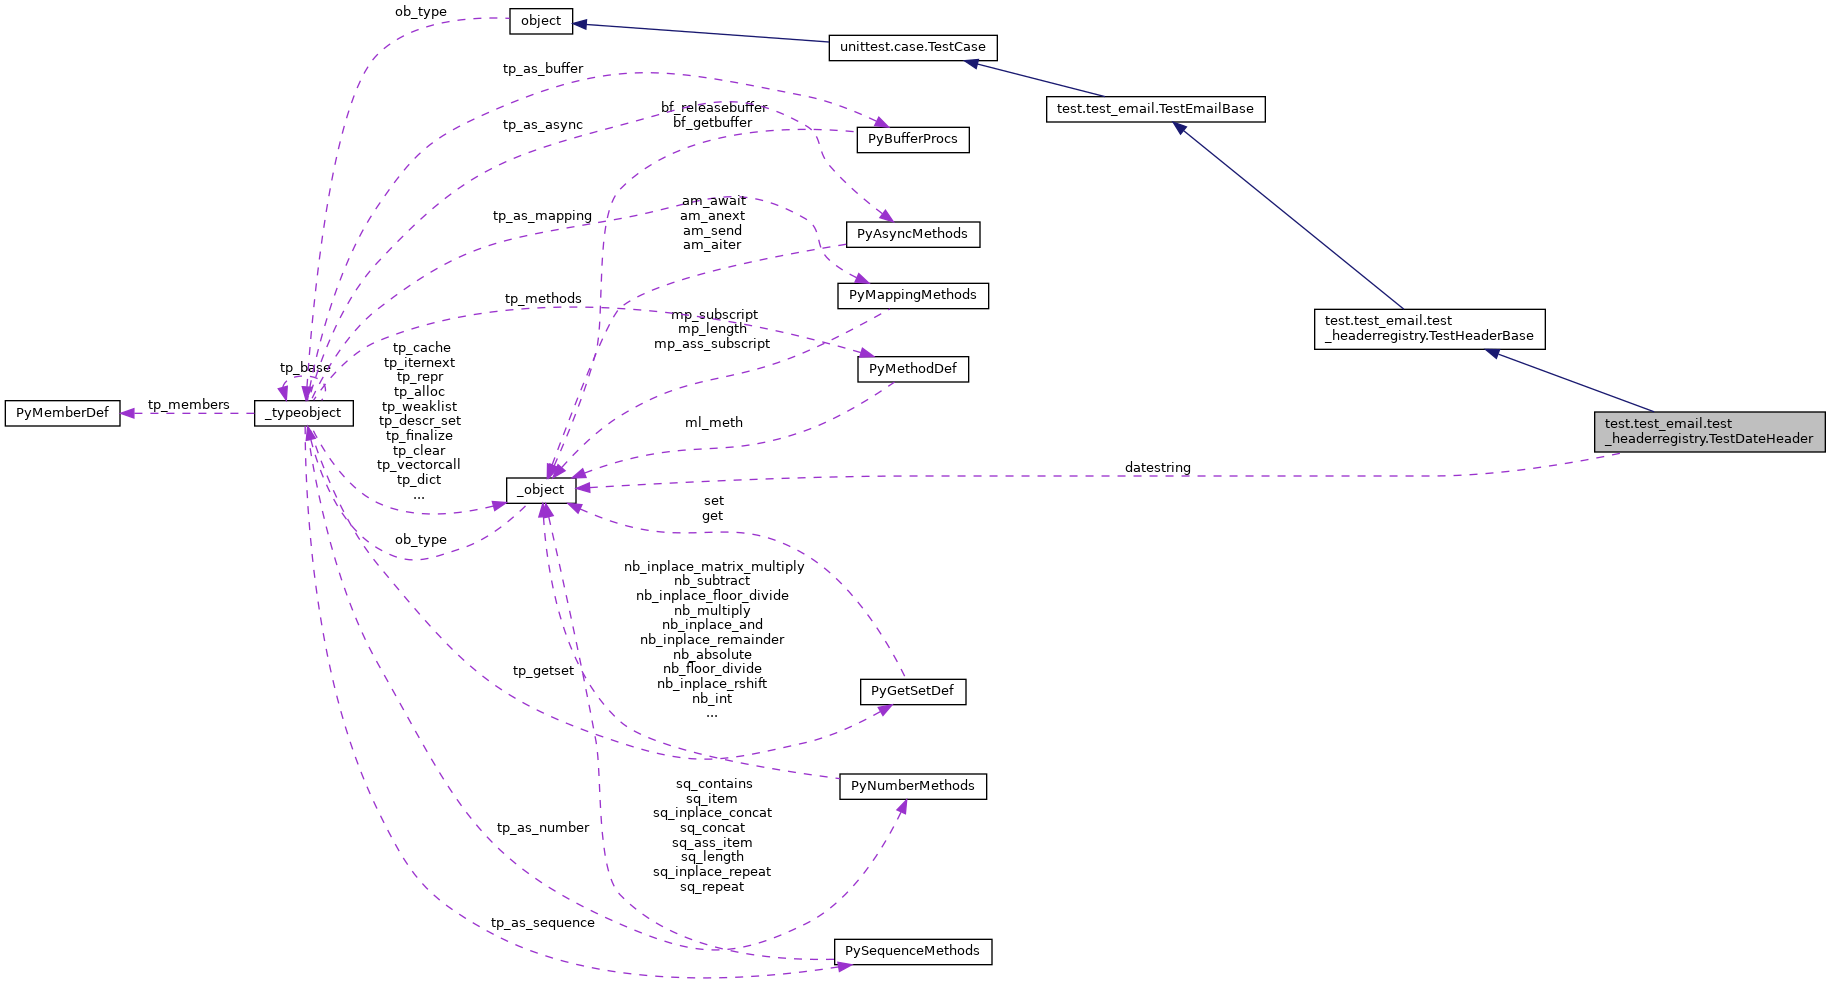 ob_type
object
unittest.case.TestCase
tp_as_buffer
test.test_email.TestEmailBase
bf_releasebuffer
bf_getbuffer
tp_as_async
PyBufferProcs
am_await
am_anext
am_send
am_aiter
tp_as_mapping
PyAsyncMethods
PyMappingMethods
tp_methods
mp_subscript
mp_length
mp_ass_subscript
test.test_email.test
_headerregistry.TestHeaderBase
tp_base
PyMethodDef
tp_cache
tp_iternext
tp_repr
tp_alloc
tp_weaklist
tp_descr_set
tp_finalize
tp_clear
tp_vectorcall
tp_dict
...
PyMemberDef
tp_members
_typeobject
ml_meth
test.test_email.test
_headerregistry.TestDateHeader
datestring
_object
set
get
ob_type
nb_inplace_matrix_multiply
nb_subtract
nb_inplace_floor_divide
nb_multiply
nb_inplace_and
nb_inplace_remainder
nb_absolute
nb_floor_divide
nb_inplace_rshift
nb_int
...
tp_getset
PyGetSetDef
PyNumberMethods
sq_contains
sq_item
sq_inplace_concat
sq_concat
sq_ass_item
sq_length
sq_inplace_repeat
sq_repeat
tp_as_number
tp_as_sequence
PySequenceMethods